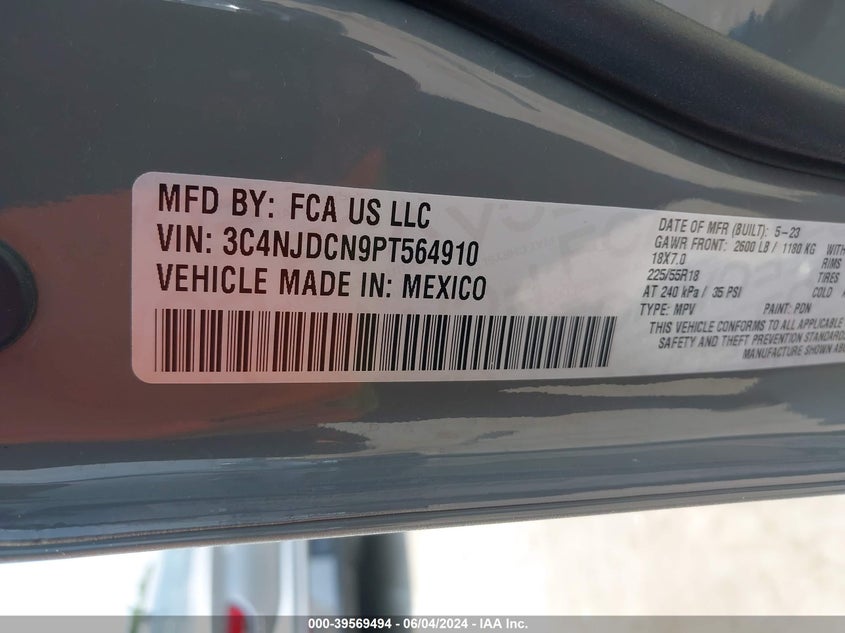 MFD BY: FCA US LLC
VIN: 3C4NJDCN9PT564910
VEHICLE MADE IN: MEXICO
DATE OF MFR (BUILT): 5-23
GAWR FRONT: 2600 LB / 1180 KG WITH
18X7.0 RIMS
225/55R18 TIRES
AT 240 kPa / 35 PSI COLD
TYPE: MPV PAINT: PDN
THIS VEHICLE CONFORMS TO ALL APPLICABLE
SAFETY AND THEFT PREVENTION STANDARDS
MANUFACTURE SHOWN
000-39569494 | 06/04/2024 | IAA Inc.